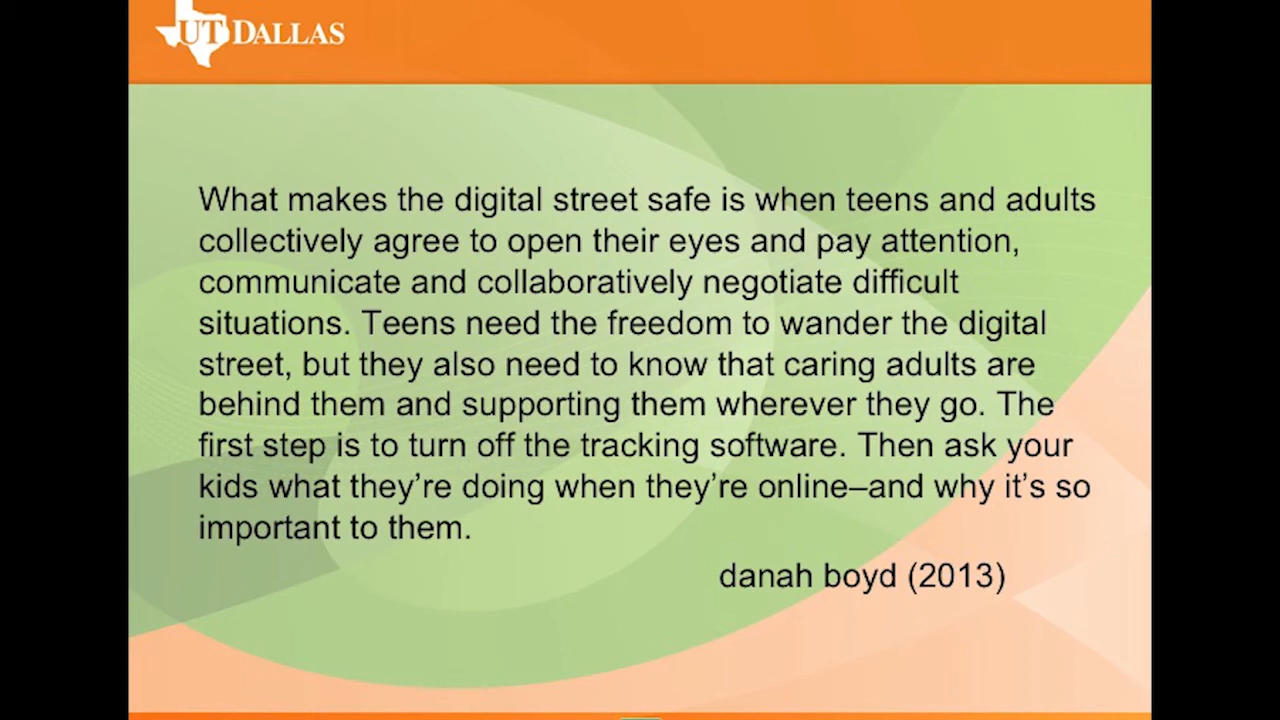 UT DALLAS
What makes the digital street safe is when teens and adults
collectively agree to open their eyes and pay attention,
communicate and collaboratively negotiate difficult
situations. Teens need the freedom to wander the digital
street, but they also need to know that caring adults are
behind them and supporting them wherever they go. The
first step is to turn off the tracking software. Then ask your
kids what they’re doing when they’re online–and why it’s so
important to them.
danah boyd (2013)